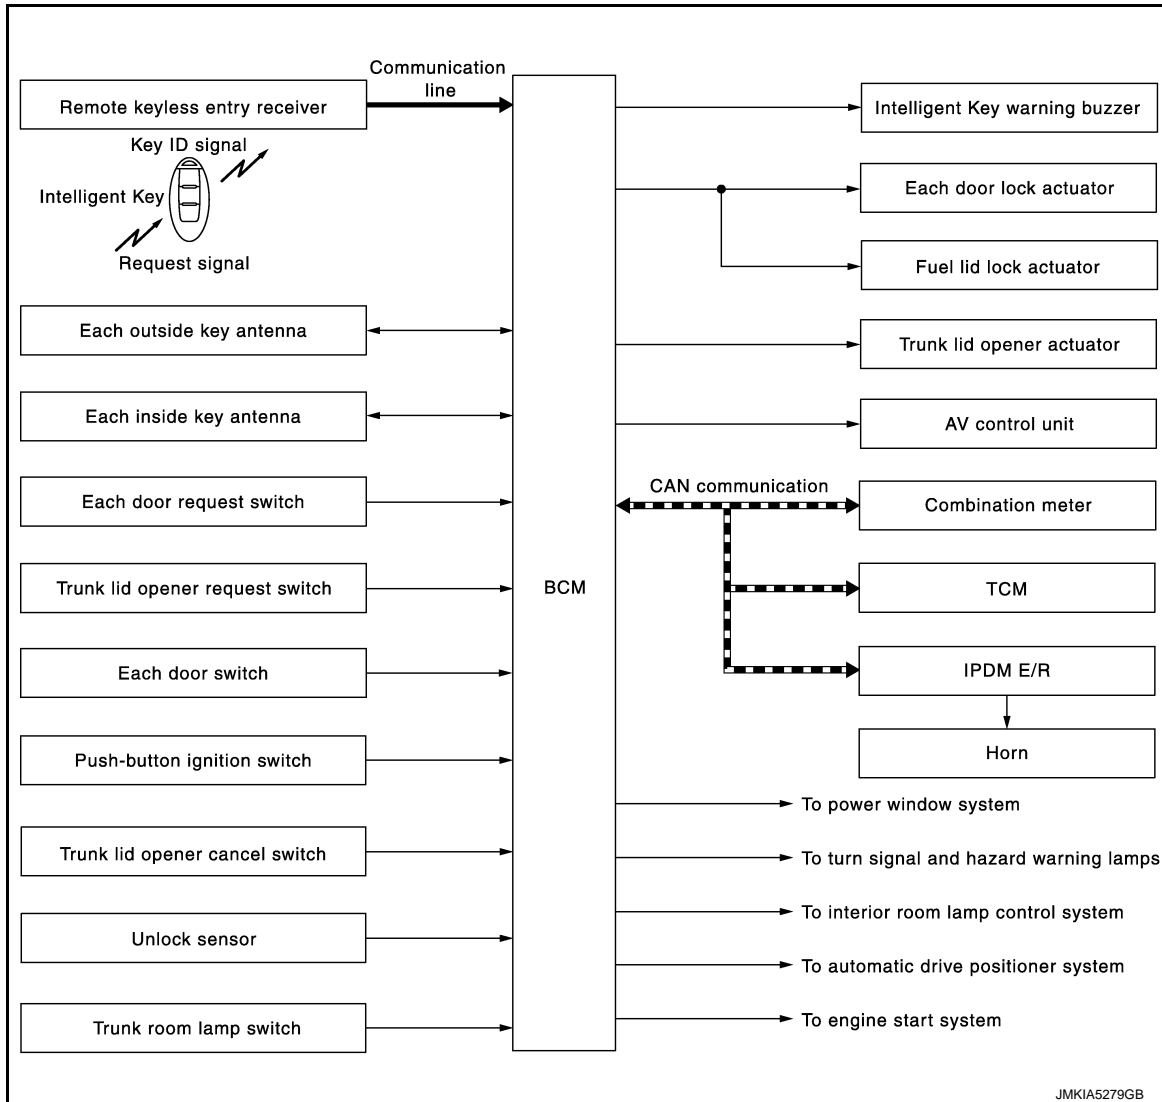 Communication
line
Remote keyless entry receiver
Key ID signal
Intelligent Key
Request signal
Each outside key antenna
Each inside key antenna
Each door request switch
Trunk lid opener request switch
Each door switch
Push-button ignition switch
Trunk lid opener cancel switch
Unlock sensor
Trunk room lamp switch
BCM
Intelligent Key warning buzzer
Each door lock actuator
Fuel lid lock actuator
Trunk lid opener actuator
AV control unit
CAN communication
Combination meter
TCM
IPDM E/R
Horn
To power window system
To turn signal and hazard warning lamps
To interior room lamp control system
To automatic drive positioner system
To engine start system
JMKIA5279GB